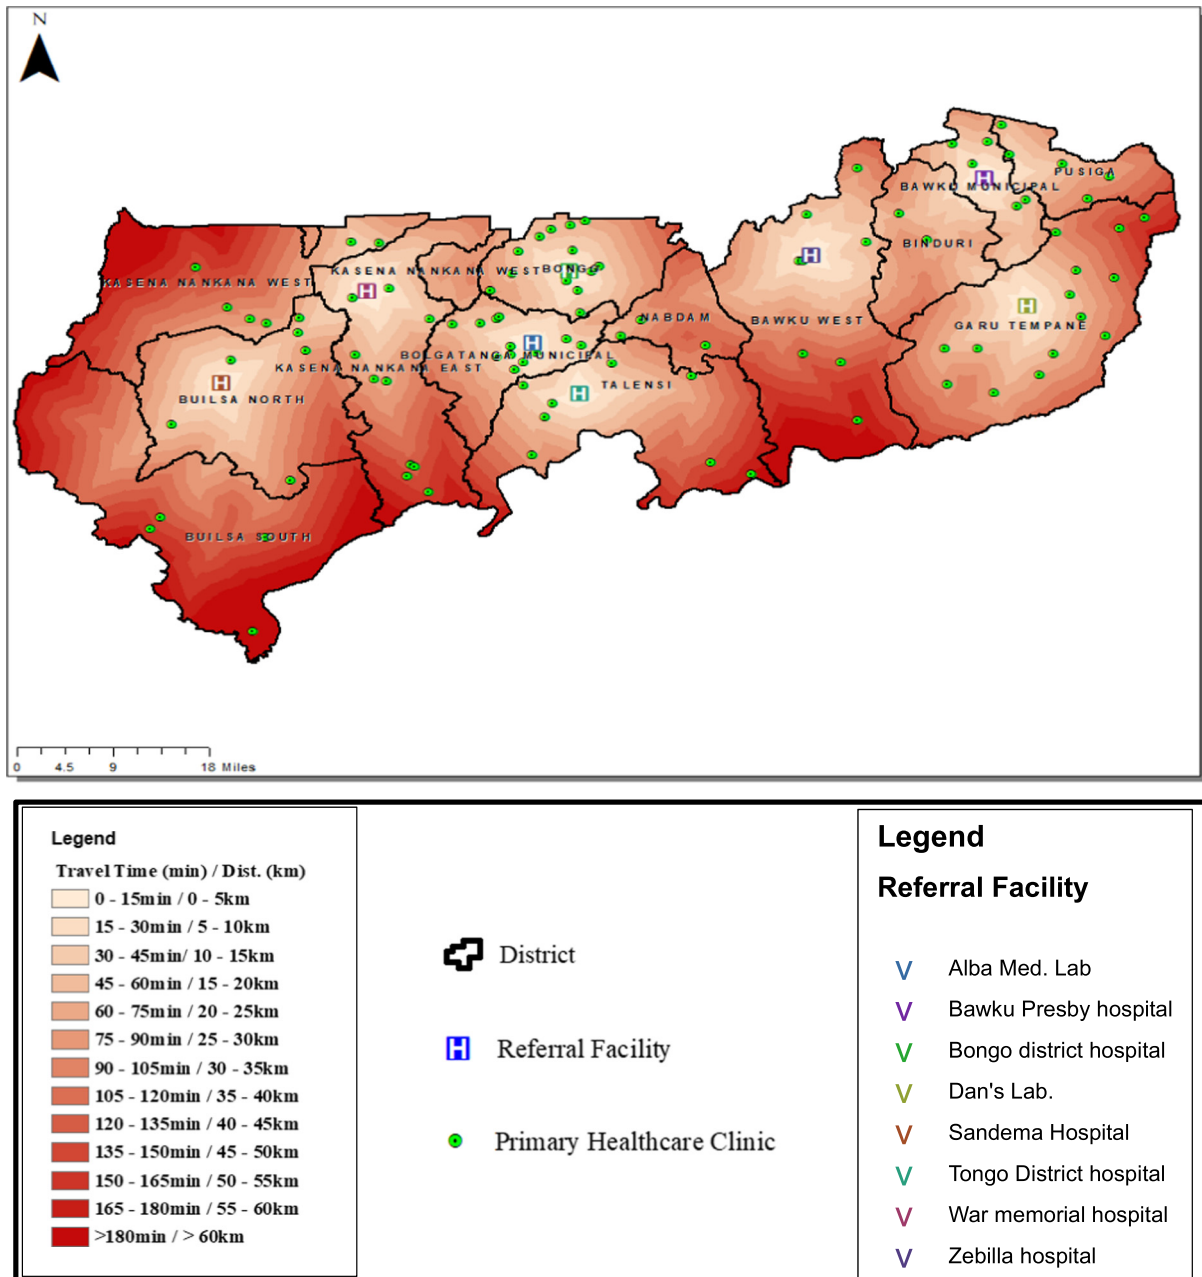 N
PUSIGA
BAWKU MUNICIPAL
BINDURI
KASENA NANKANA WEST
BONGO
KASENA NANKANA WEST
NABDAM
BAWKU WEST
GARU TEMPANE
BOLGATANGA MUNICIPAL
KASENA NANKANA EAST
TALENSI
BUILSA NORTH
BUILSA SOUTH
0 4.5 9 18 Miles
Legend
Travel Time (min) / Dist. (km)
0 - 15min / 0 - 5km
15 - 30min / 5 - 10km
30 - 45min/ 10 - 15km
45 - 60min / 15 - 20km
60 - 75min / 20 - 25km
75 - 90min / 25 - 30km
90 - 105min / 30 - 35km
105 - 120min / 35 - 40km
120 - 135min / 40 - 45km
135 - 150min / 45 - 50km
150 - 165min / 50 - 55km
165 - 180min / 55 - 60km
>180min / > 60km
District
H Referral Facility
Primary Healthcare Clinic
Legend
Referral Facility
V Alba Med. Lab
V Bawku Presby hospital
V Bongo district hospital
V Dan's Lab.
V Sandema Hospital
V Tongo District hospital
V War memorial hospital
V Zebilla hospital